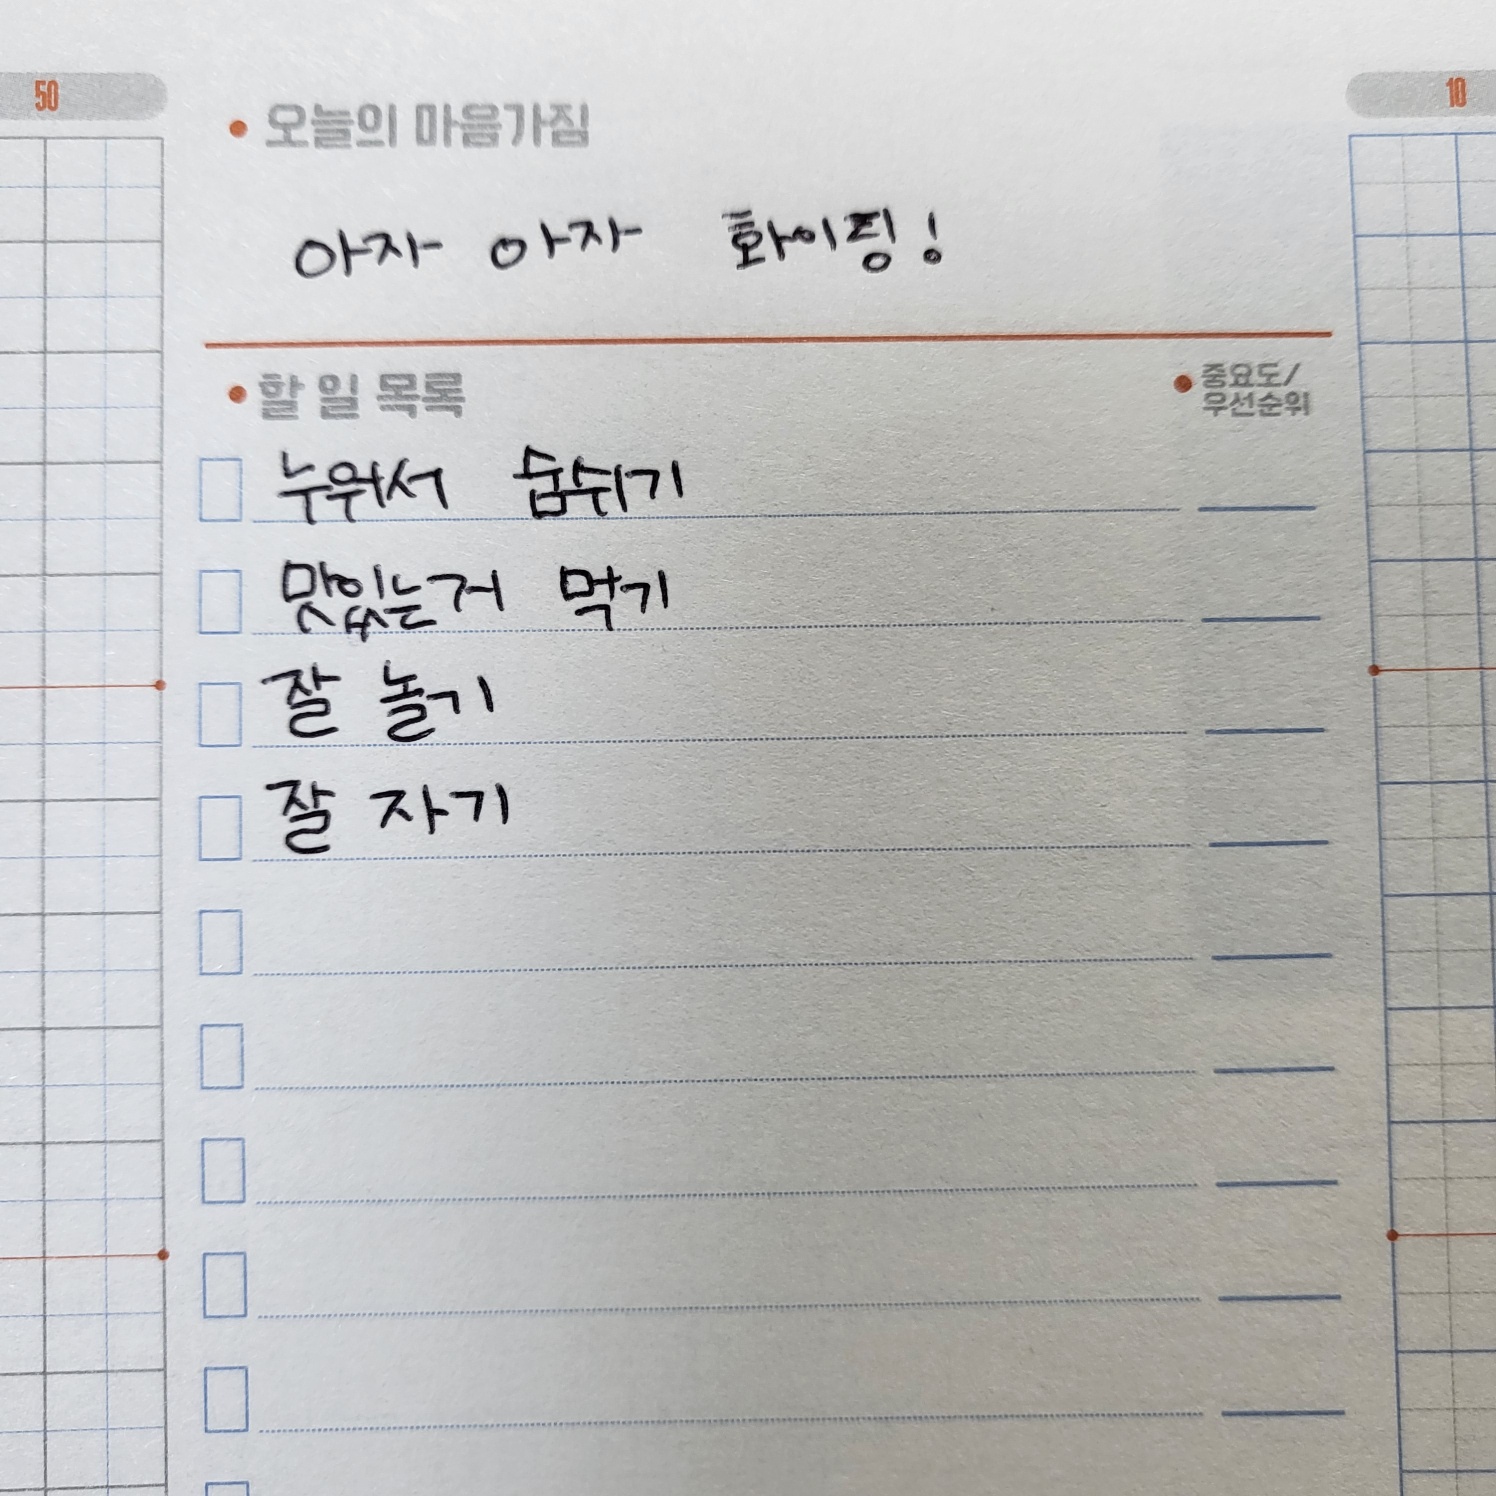 50
10
오늘의 마음가짐
아자 아자 화이팅!
할 일 목록
중요도/
우선순위
누워서 숨쉬기
맛있는거 먹기
잘 놀기
잘 자기